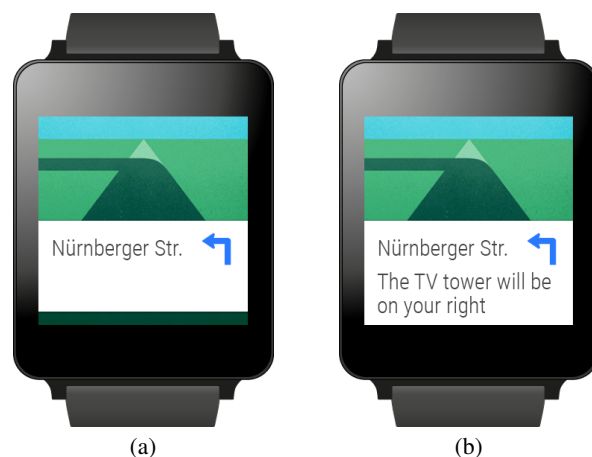 Nürnberger Str.
Nürnberger Str.
The TV tower will be
on your right
(a)
(b)